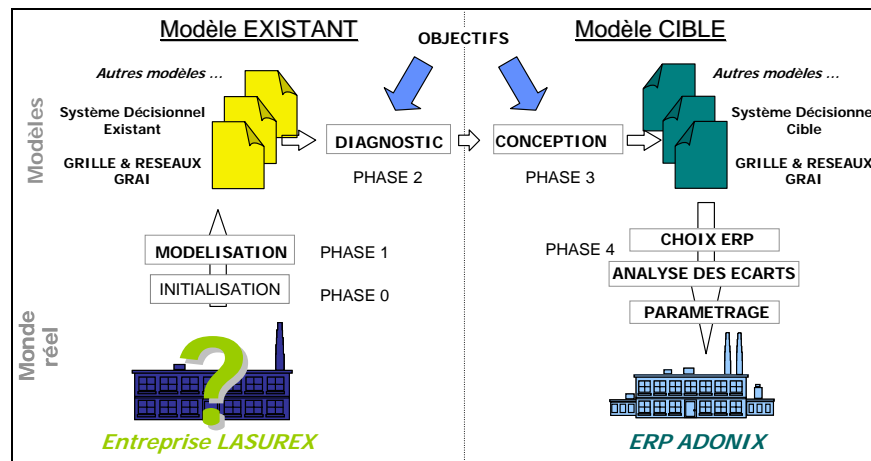 Modèle EXISTANT
OBJECTIFS
Modèle CIBLE
Autres modèles ...
Système Décisionnel
Existant
GRILLE & RESEAUX
GRAI
DIAGNOSTIC
PHASE 2
CONCEPTION
PHASE 3
Autres modèles ...
Système Décisionne
Cible
GRILLE & RESEAUX
GRAI
Modèles
MODELISATION
PHASE 1
INITIALISATION
PHASE 0
PHASE 4
CHOIX ERP
ANALYSE DES ECARTS
PARAMETRAGE
Monde
réel
?
Entreprise LASUREX
ERP ADONIX